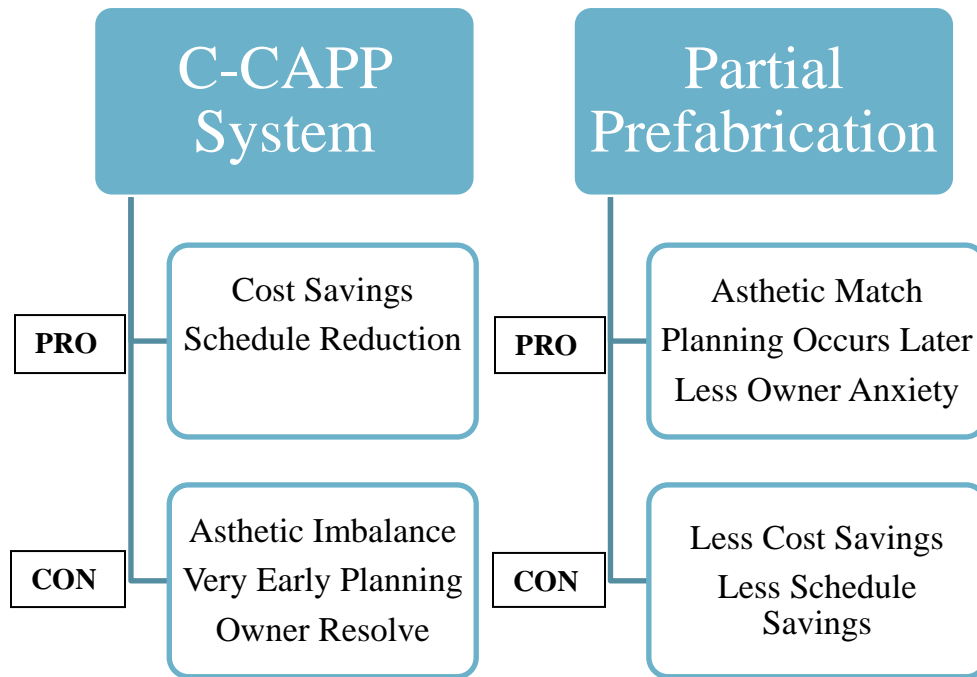 C-CAPP
System
PRO
Cost Savings
Schedule Reduction
CON
Asthetic Imbalance
Very Early Planning
Owner Resolve
Partial
Prefabrication
PRO
Asthetic Match
Planning Occurs Later
Less Owner Anxiety
CON
Less Cost Savings
Less Schedule
Savings